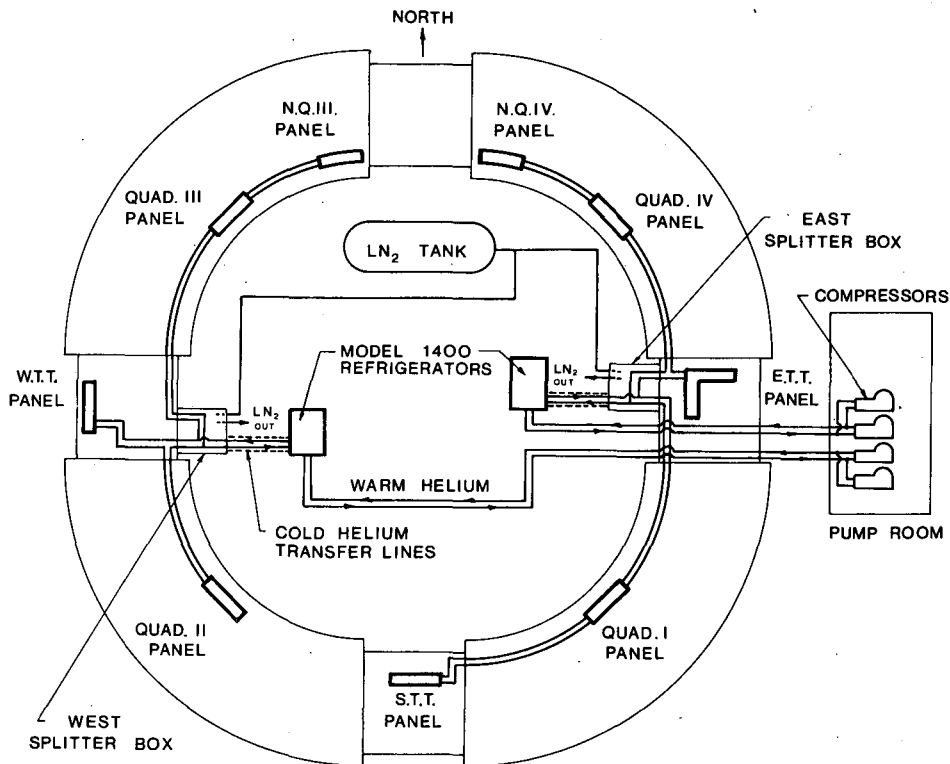 NORTH
N.Q.III.
PANEL
N.Q.IV.
PANEL
QUAD. III
PANEL
QUAD. IV
PANEL
EAST
SPLITTER BOX
LN2 TANK
COMPRESSORS
MODEL 1400
REFRIGERATORS
W.T.T.
PANEL
LN2
OUT
LN2
OUT
E.T.T.
PANEL
WARM HELIUM
COLD HELIUM
TRANSFER LINES
PUMP ROOM
QUAD. II
PANEL
QUAD. I
PANEL
S.T.T.
PANEL
WEST
SPLITTER BOX